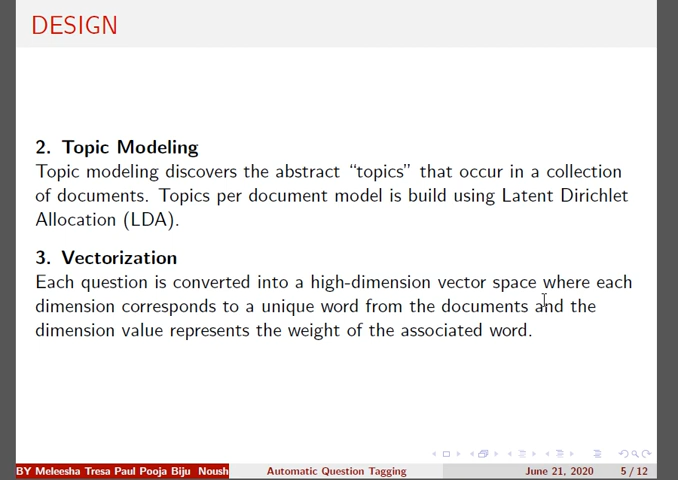 DESIGN
2. Topic Modeling
Topic modeling discovers the abstract “topics” that occur in a collection
of documents. Topics per document model is build using Latent Dirichlet
Allocation (LDA).
3. Vectorization
Each question is converted into a high-dimension vector space where each
dimension corresponds to a unique word from the documents and the
dimension value represents the weight of the associated word.
BY Meleesha Tresa Paul Pooja Biju Noush Automatic Question Tagging June 21, 2020 5 / 12